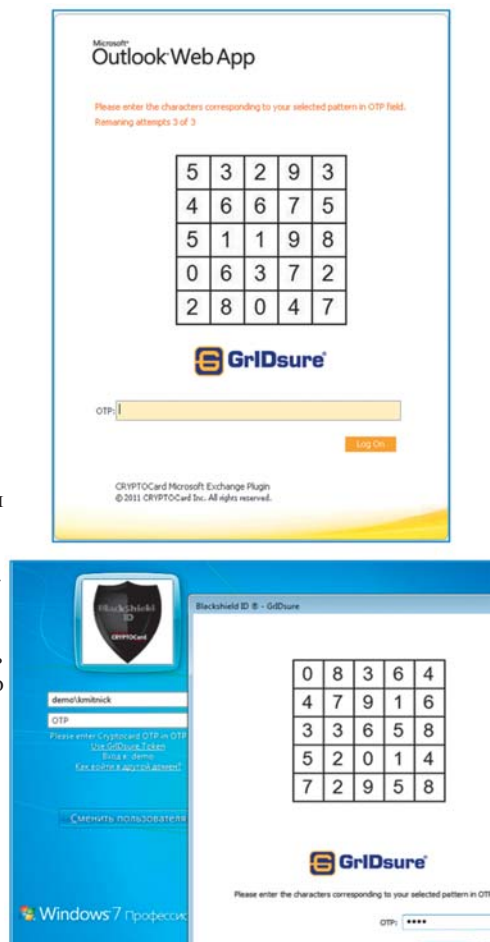 Microsoft®
Outlook Web App
Please enter the characters corresponding to your selected pattern in OTP field.
Remaning attempts 3 of 3
5 3 2 9 3
4 6 6 7 5
5 1 1 9 8
0 6 3 7 2
2 8 0 4 7
GrIDsure®
OTP:
Log On
CRYPTOCard Microsoft Exchange Plugin
© 2011 CRYPTOCard Inc. All rights reserved.
BlackShield
ID
CRYPTOCard
demo\kmitnick
OTP
Please enter Cryptocard OTP in OTP
Use GrIDsure Token
Вход в: demo
Как войти в другой домен?
Сменить пользователя
Windows 7
Blackshield ID ® - GrIDsure
0 8 3 6 4
4 7 9 1 6
3 3 6 5 8
5 2 0 1 4
7 2 9 5 8
GrIDsure®
Please enter the characters corresponding to your selected pattern in OTP
OTP: ****